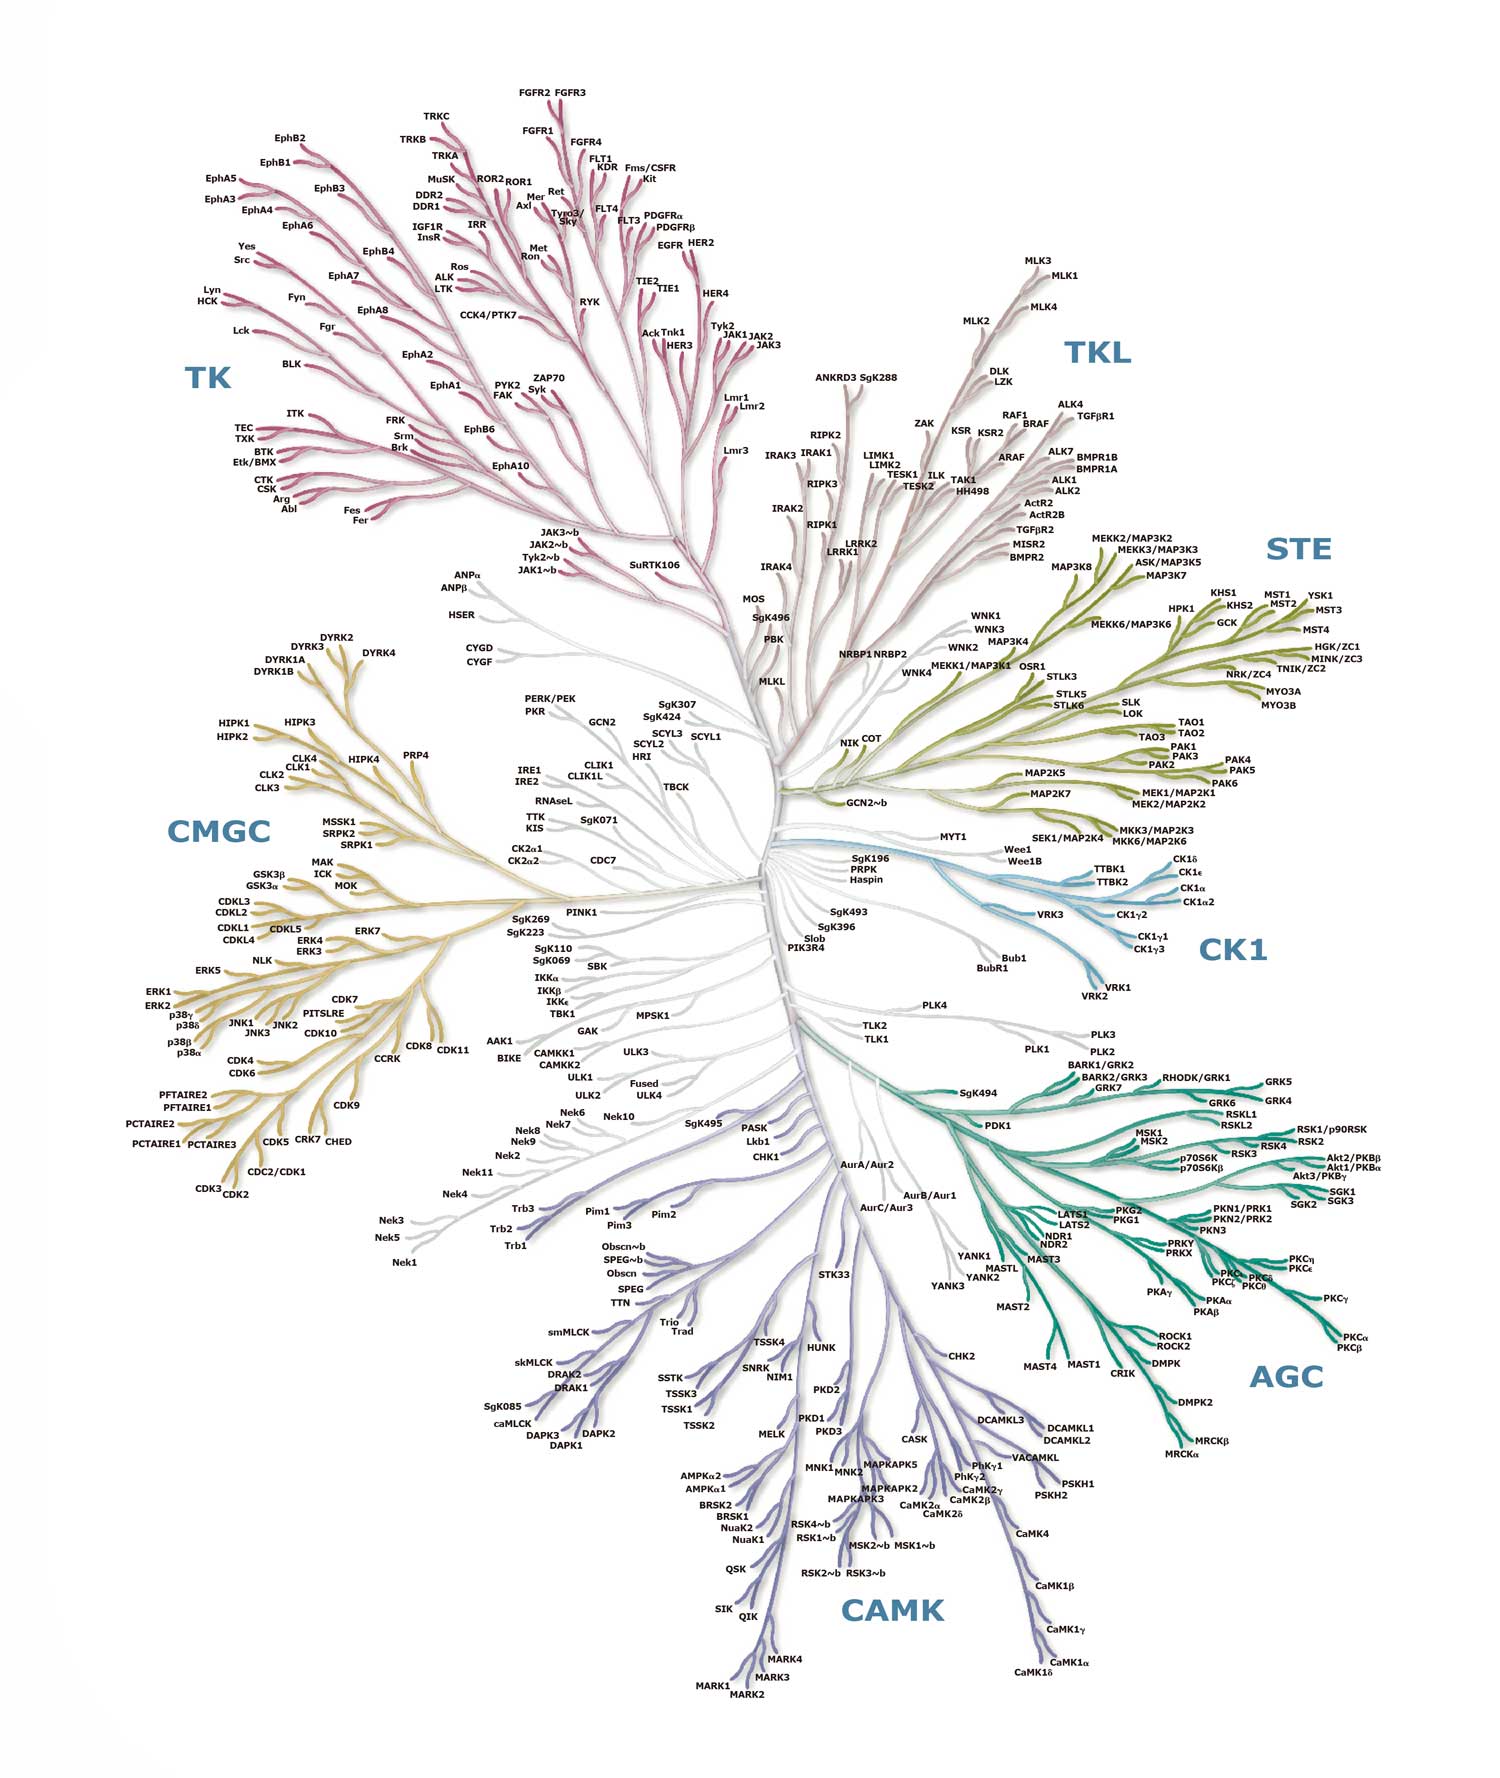 FGFR2 FGFR3
TRKC
FGFR1
TRKB
EphB2
FGFR4
TRKA
FLT1
EphB1
KDR
Fms/CSFR
EphA5
MuSK
ROR2
ROR1
Kit
EphB3
Ret
DDR2
Mer
EphA3
Axl
DDR1
EphA4
FLT4
Tyro3/
Sky
PDGFRα
FLT3
EphA6
IGF1R
IRR
PDGFRβ
InsR
Yes
EGFR
HER2
Met
EphB4
Ron
Src
Ros
EphA7
ALK
TIE2
LTK
TIE1
Lyn
HER4
Fyn
HCK
RYK
EphA8
CCK4/PTK7
Fgr
Tyk2
Lck
Ack
Tnk1
JAK1
JAK2
HER3
JAK3
EphA2
BLK
TK
ZAP70
EphA1
PYK2
Syk
FAK
Lmr1
Lmr2
ITK
FRK
TEC
EphB6
Srm
TXK
Brk
BTK
Lmr3
Etk/BMX
EphA10
CTK
CSK
Arg
Abl
Fes
Fer
JAK3~b
JAK2~b
Tyk2~b
JAK1~b
SuRTK106
MLK3
MLK1
MLK4
MLK2
TKL
DLK
LZK
ANKRD3 SgK288
ALK4
RAF1
TGFβR1
ZAK
BRAF
KSR
KSR2
RIPK2
ALK7
IRAK3
IRAK1
LIMK1
ARAF
BMPR1B
LIMK2
BMPR1A
TESK1
ILK
TAK1
ALK1
RIPK3
TESK2
HH498
ALK2
ActR2
IRAK2
ActR2B
RIPK1
TGFβR2
LRRK2
MISR2
LRRK1
BMPR2
IRAK4
MOS
SgK496
PBK
NRBP1
NRBP2
MLKL
STE
MEKK2/MAP3K2
MEKK3/MAP3K3
ASK/MAP3K5
MAP3K8
MAP3K7
KHS1
MST1
YSK1
KHS2
MST2
HPK1
MST3
WNK1
MEKK6/MAP3K6
GCK
WNK3
MST4
MAP3K4
WNK2
HGK/ZC1
MINK/ZC3
MEKK1/MAP3K1
OSR1
TNIK/ZC2
WNK4
STLK3
NRK/ZC4
MYO3A
STLK5
STLK6
SLK
MYO3B
LOK
TAO1
TAO2
TAO3
NIK
COT
PAK1
PAK3
PAK4
PAK2
PAK5
MAP2K5
PAK6
MAP2K7
MEK1/MAP2K1
MEK2/MAP2K2
GCN2~b
MKK3/MAP2K3
SEK1/MAP2K4
MKK6/MAP2K6
ANPα
ANPβ
HSER
CYGD
CYGF
PERK/PEK
PKR
GCN2
SgK307
SgK424
SCYL3
SCYL2
SCYL1
HRI
IRE1
IRE2
CLIK1
CLIK1L
TBCK
RNAseL
TTK
KIS
SgK071
CK2α1
CK2α2
CDC7
MYT1
Wee1
Wee1B
SgK196
PRPK
Haspin
SgK493
SgK396
Slob
PIK3R4
Bub1
BubR1
CK1δ
TTBK1
CK1ε
TTBK2
CK1α
CK1α2
VRK3
CK1γ2
CK1γ1
CK1γ3
CK1
VRK1
VRK2
DYRK2
DYRK3
DYRK4
DYRK1A
DYRK1B
HIPK1
HIPK3
HIPK2
CLK4
CLK1
HIPK4
PRP4
CLK2
CLK3
MSSK1
SRPK2
SRPK1
CMGC
MAK
ICK
GSK3β
GSK3α
MOK
CDKL3
CDKL2
CDKL1
CDKL5
CDKL4
ERK7
ERK4
ERK3
NLK
ERK5
ERK1
ERK2
p38γ
p38δ
JNK1
JNK2
JNK3
p38β
p38α
CDK7
PITSLRE
CDK10
CDK8
CDK11
CCRK
CDK4
CDK6
PFTAIRE2
PFTAIRE1
CDK9
PCTAIRE2
PCTAIRE1
PCTAIRE3
CDK5
CRK7
CHED
CDC2/CDK1
CDK3
CDK2
PINK1
SgK269
SgK223
SgK110
SgK069
SBK
IKKα
IKKβ
IKKε
TBK1
MPSK1
GAK
AAK1
BIKE
CAMKK1
CAMKK2
ULK3
ULK1
Fused
ULK2
ULK4
Nek6
Nek10
Nek7
Nek8
Nek9
Nek2
Nek11
Nek4
Nek3
Nek5
Nek1
PLK4
TLK2
TLK1
PLK3
PLK1
PLK2
BARK1/GRK2
BARK2/GRK3
RHODK/GRK1
GRK5
GRK7
SgK494
GRK6
GRK4
RSKL1
RSKL2
PDK1
MSK1
RSK1/p90RSK
MSK2
RSK2
RSK4
RSK3
p70S6K
p70S6Kβ
Akt2/PKBβ
Akt1/PKBα
Akt3/PKBγ
SGK1
SGK3
SGK2
LATS1
PKG2
PKG1
PKN1/PRK1
LATS2
PKN2/PRK2
PKN3
NDR1
NDR2
PRKY
PRKX
MAST3
MASTL
PKCη
PKCε
PKCι
PKCδ
PKCζ
PKCθ
PKAγ
PKAα
PKAβ
PKCγ
MAST2
PKCα
PKCβ
ROCK1
ROCK2
DMPK
MAST4
MAST1
CRIK
AGC
DMPK2
MRCKβ
MRCKα
AurA/Aur2
AurB/Aur1
AurC/Aur3
YANK1
YANK2
YANK3
SgK495
PASK
Lkb1
CHK1
Trb3
Trb2
Trb1
Pim1
Pim2
Pim3
Obscn~b
SPEG~b
Obscn
SPEG
TTN
STK33
smMLCK
Trio
Trad
TSSK4
HUNK
skMLCK
SNRK
NIM1
DRAK2
DRAK1
SSTK
CHK2
TSSK3
PKD2
SgK085
TSSK1
caMLCK
TSSK2
PKD1
DCAMKL3
DAPK3
DAPK2
PKD3
DCAMKL1
DAPK1
MELK
CASK
DCAMKL2
VACAMKL
MNK1
MNK2
MAPKAPK5
PhKγ1
AMPKα2
PhKγ2
PSKH1
AMPKα1
MAPKAPK2
CaMK2γ
PSKH2
MAPKAPK3
CaMK2β
BRSK2
CaMK2α
BRSK1
CaMK2δ
NuaK2
RSK4~b
NuaK1
RSK1~b
CaMK4
MSK2~b
MSK1~b
QSK
RSK2~b
RSK3~b
CaMK1β
SIK
QIK
CAMK
CaMK1γ
MARK4
CaMK1α
MARK3
CaMK1δ
MARK1
MARK2